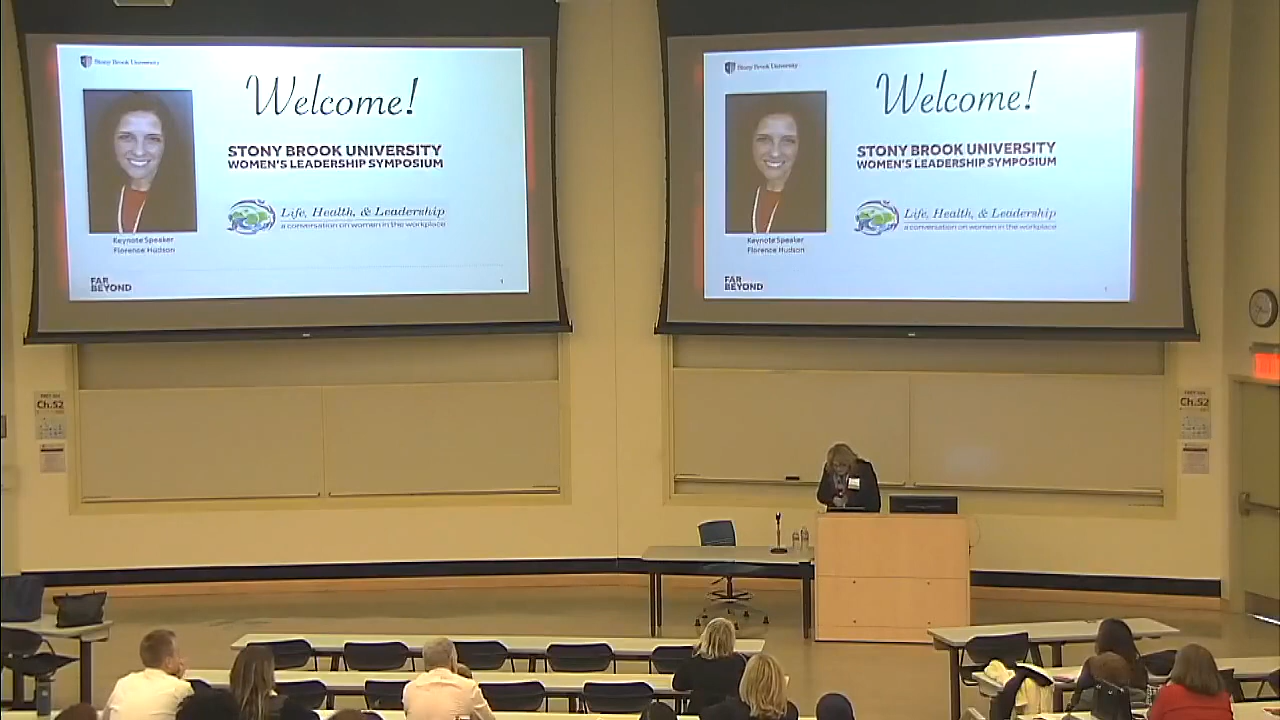 Stony Brook University
Welcome!
STONY BROOK UNIVERSITY
WOMEN'S LEADERSHIP SYMPOSIUM
Life, Health, & Leadership
a conversation on women in the workplace
Keynote Speaker
Florence Hudson
FAR
BEYOND
1
Stony Brook University
Welcome!
STONY BROOK UNIVERSITY
WOMEN'S LEADERSHIP SYMPOSIUM
Life, Health, & Leadership
a conversation on women in the workplace
Keynote Speaker
Florence Hudson
FAR
BEYOND
1
Ch.52
Ch.52